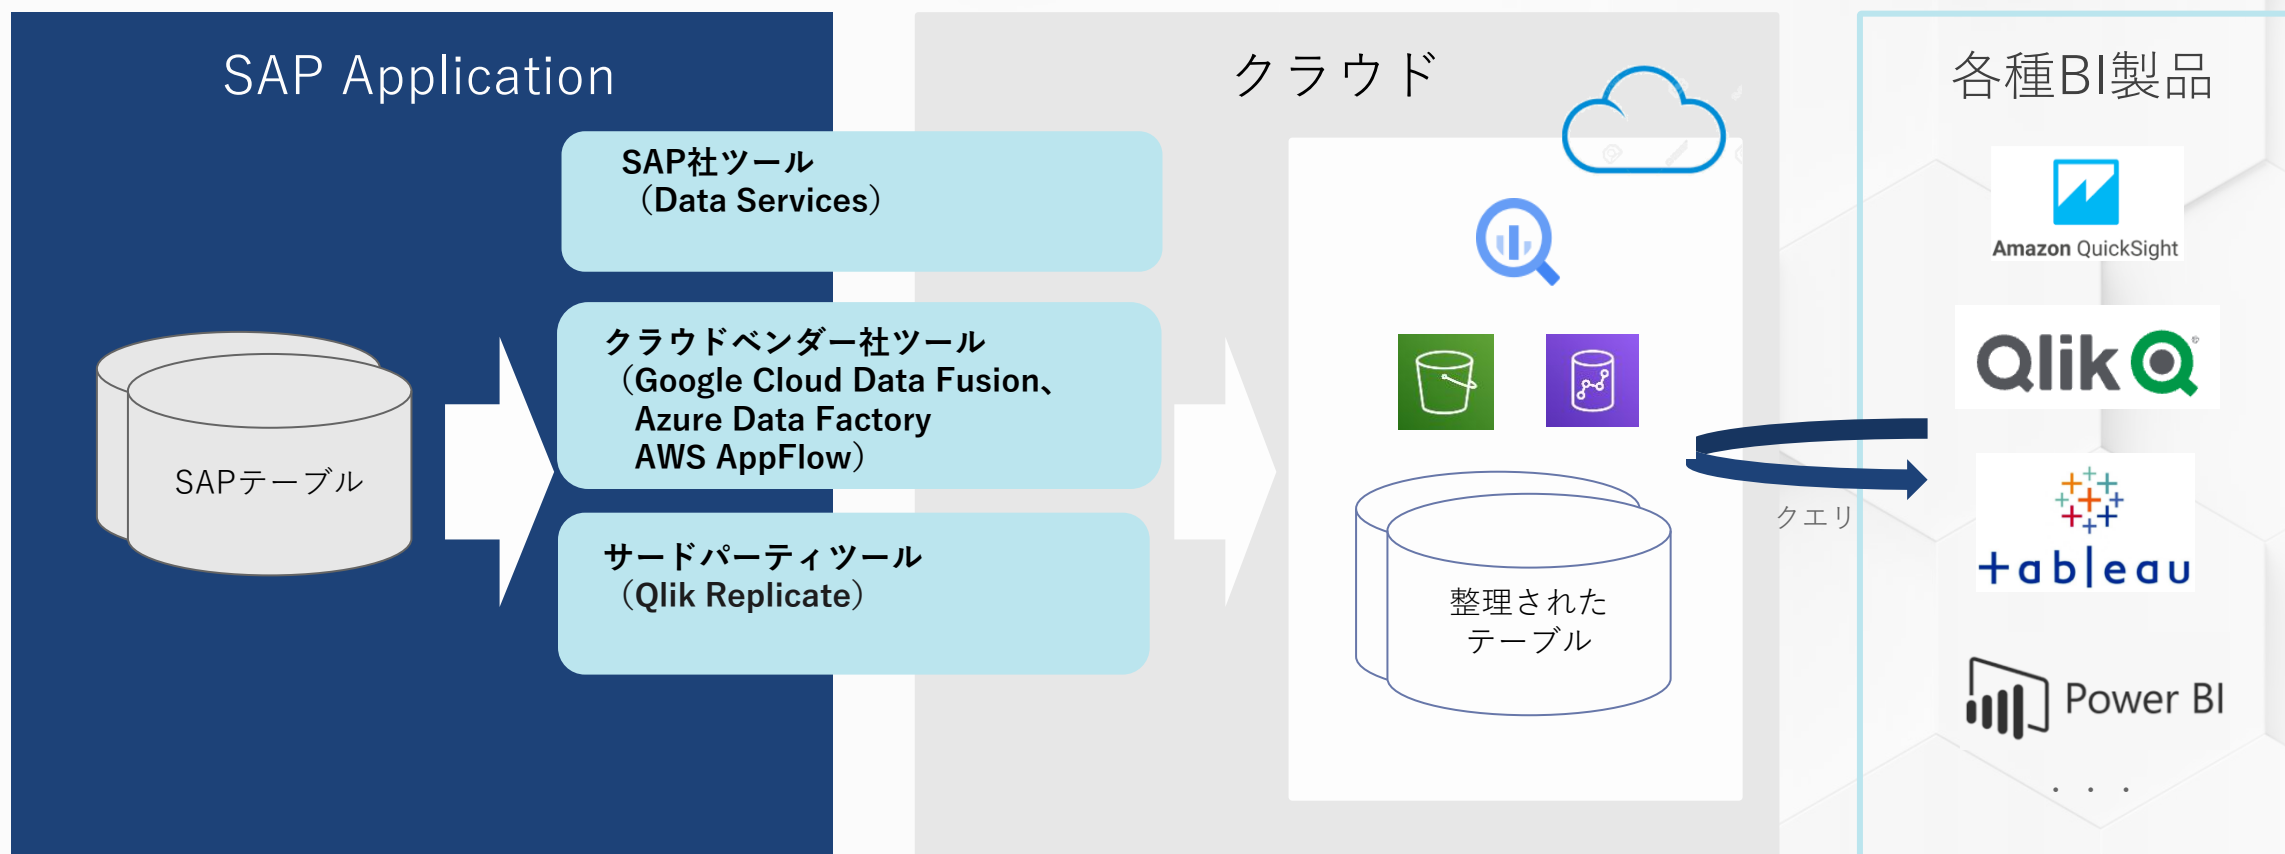 SAP Application
SAP社ツール
（Data Services）
クラウドベンダー社ツール
（Google Cloud Data Fusion、
Azure Data Factory
AWS AppFlow）
サードパーティツール
（Qlik Replicate）
SAPテーブル
クラウド
整理された
テーブル
クエリ
各種BI製品
Amazon QuickSight
Qlik
+ableau
Power BI
・・・